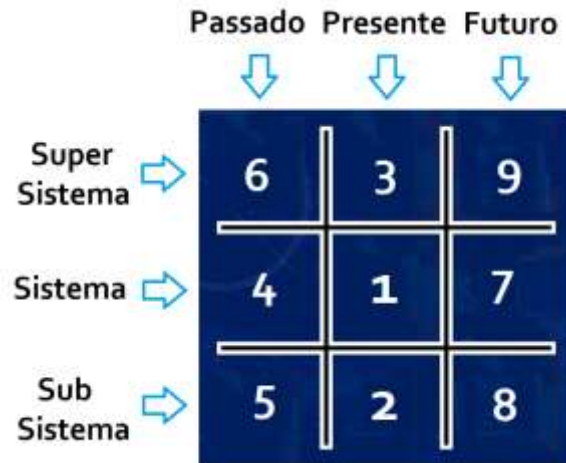 Passado Presente Futuro
Super
Sistema
6 3 9
Sistema
4 1 7
Sub
Sistema
5 2 8